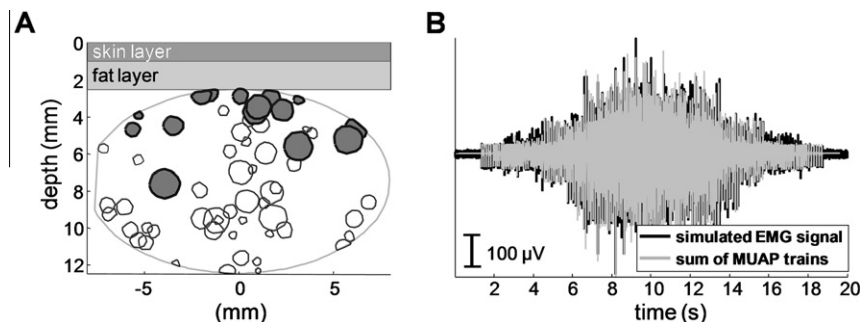 A
0
2
4
6
8
10
12
depth (mm)
skin layer
fat layer
-5
0
5
(mm)
B
100 µV
simulated EMG signal
sum of MUAP trains
2
4
6
8
10
12
14
16
18
20
time (s)